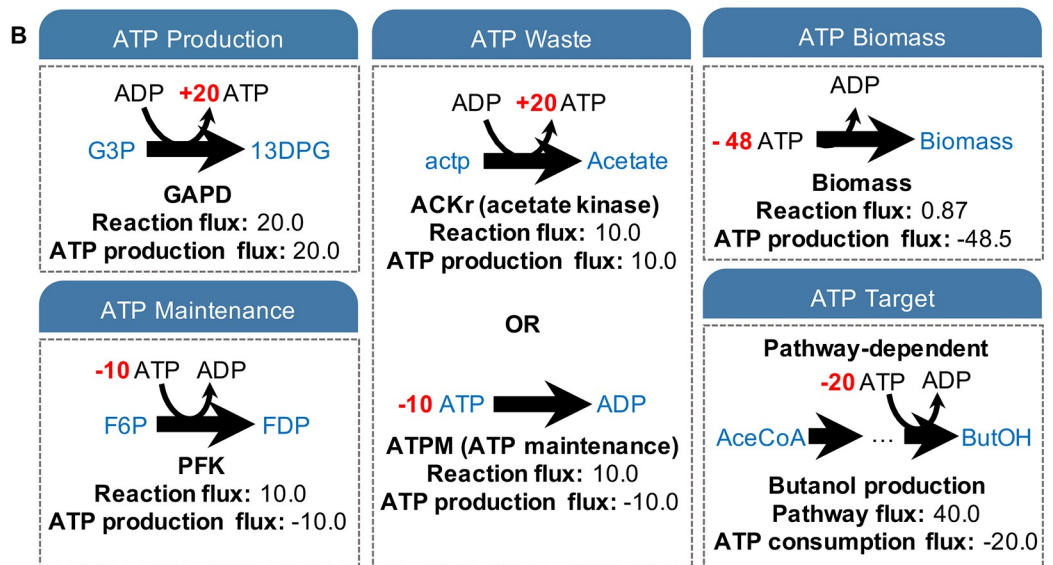 B
ATP Production
ADP +20 ATP
G3P 13DPG
GAPD
Reaction flux: 20.0
ATP production flux: 20.0
ATP Maintenance
-10 ATP ADP
F6P FDP
PFK
Reaction flux: 10.0
ATP production flux: -10.0
ATP Waste
ADP +20 ATP
actp Acetate
ACKr (acetate kinase)
Reaction flux: 10.0
ATP production flux: 10.0
OR
-10 ATP ADP
ATPM (ATP maintenance)
Reaction flux: 10.0
ATP production flux: -10.0
ATP Biomass
ADP
- 48 ATP Biomass
Biomass
Reaction flux: 0.87
ATP production flux: -48.5
ATP Target
Pathway-dependent
-20 ATP ADP
AceCoA ... ButOH
Butanol production
Pathway flux: 40.0
ATP consumption flux: -20.0